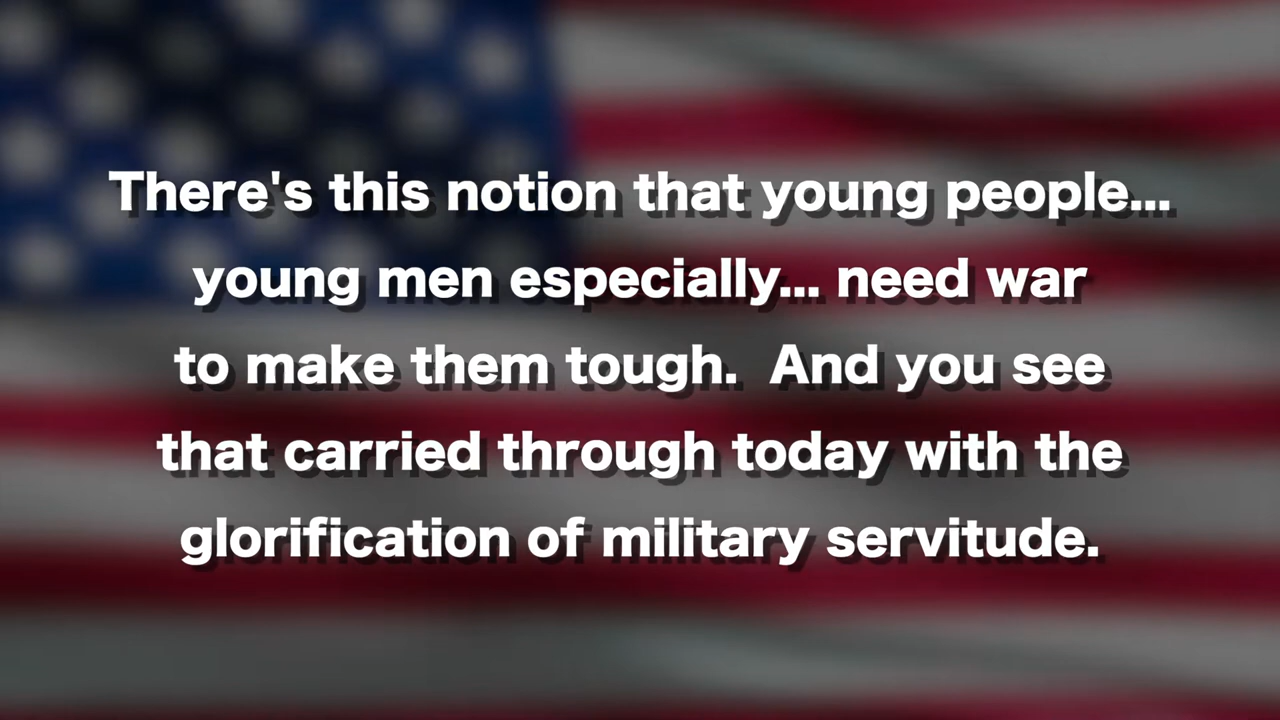 There's this notion that young people...
young men especially... need war
to make them tough.  And you see
that carried through today with the
glorification of military servitude.